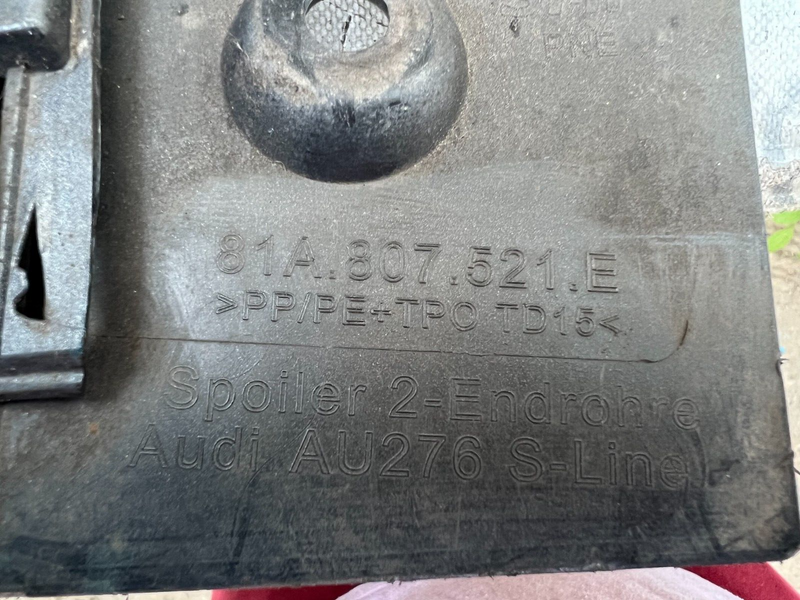 81A.807.521.E
>PP/PE+TPO TD15<
Spoiler 2-Endrohre
Audi AU276 S-Line